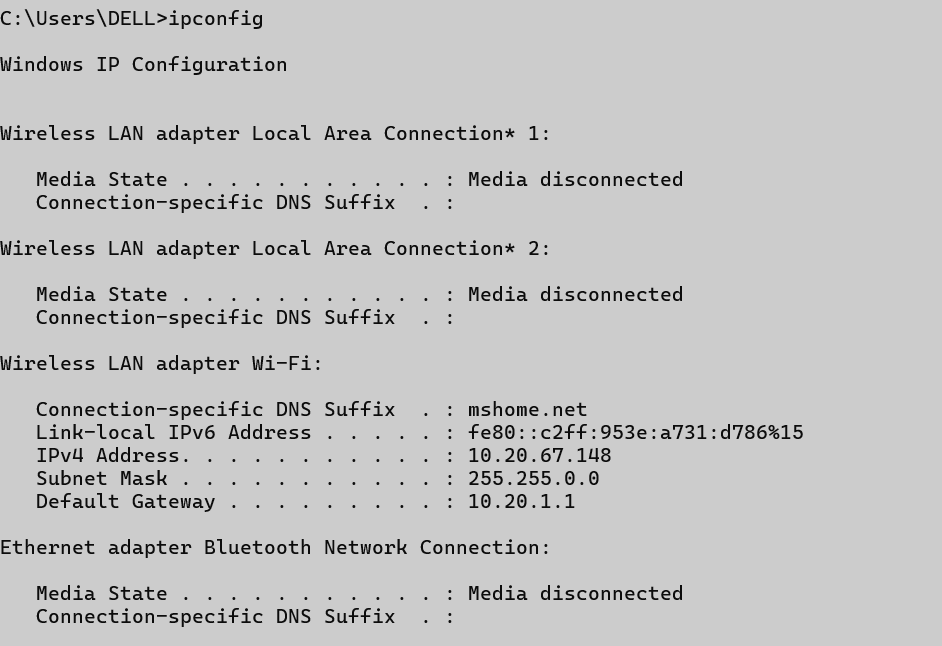 C:\Users\DELL>ipconfig
Windows IP Configuration
Wireless LAN adapter Local Area Connection* 1:
   Media State . . . . . . . . . . . : Media disconnected
   Connection-specific DNS Suffix  . :
Wireless LAN adapter Local Area Connection* 2:
   Media State . . . . . . . . . . . : Media disconnected
   Connection-specific DNS Suffix  . :
Wireless LAN adapter Wi-Fi:
   Connection-specific DNS Suffix  . : mshome.net
   Link-local IPv6 Address . . . . . : fe80::c2ff:953e:a731:d786%15
   IPv4 Address. . . . . . . . . . . : 10.20.67.148
   Subnet Mask . . . . . . . . . . . : 255.255.0.0
   Default Gateway . . . . . . . . . : 10.20.1.1
Ethernet adapter Bluetooth Network Connection:
   Media State . . . . . . . . . . . : Media disconnected
   Connection-specific DNS Suffix  . :